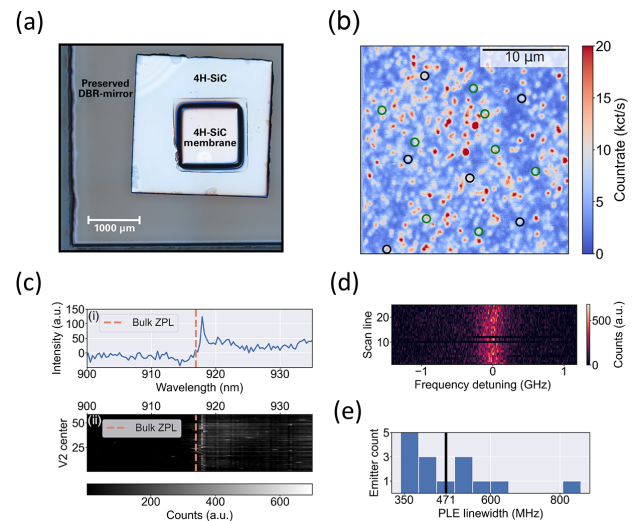 (a)
Preserved
DBR-mirror
4H-SiC
4H-SiC
membrane
1000 μm
(b)
10 μm
20
15
10
5
0
Countrate (kct/s)
(c)
(i)
Bulk ZPL
150
100
50
0
Intensity (a.u.)
900 910 920 930
Wavelength (nm)
900 910 920 930
(ii)
Bulk ZPL
50
25
V2 center
200 400 600
Counts (a.u.)
(d)
20
10
Scan line
−1 0 1
Frequency detuning (GHz)
500
0
Counts (a.u.)
(e)
5
3
1
Emitter count
350 471 600 800
PLE linewidth (MHz)